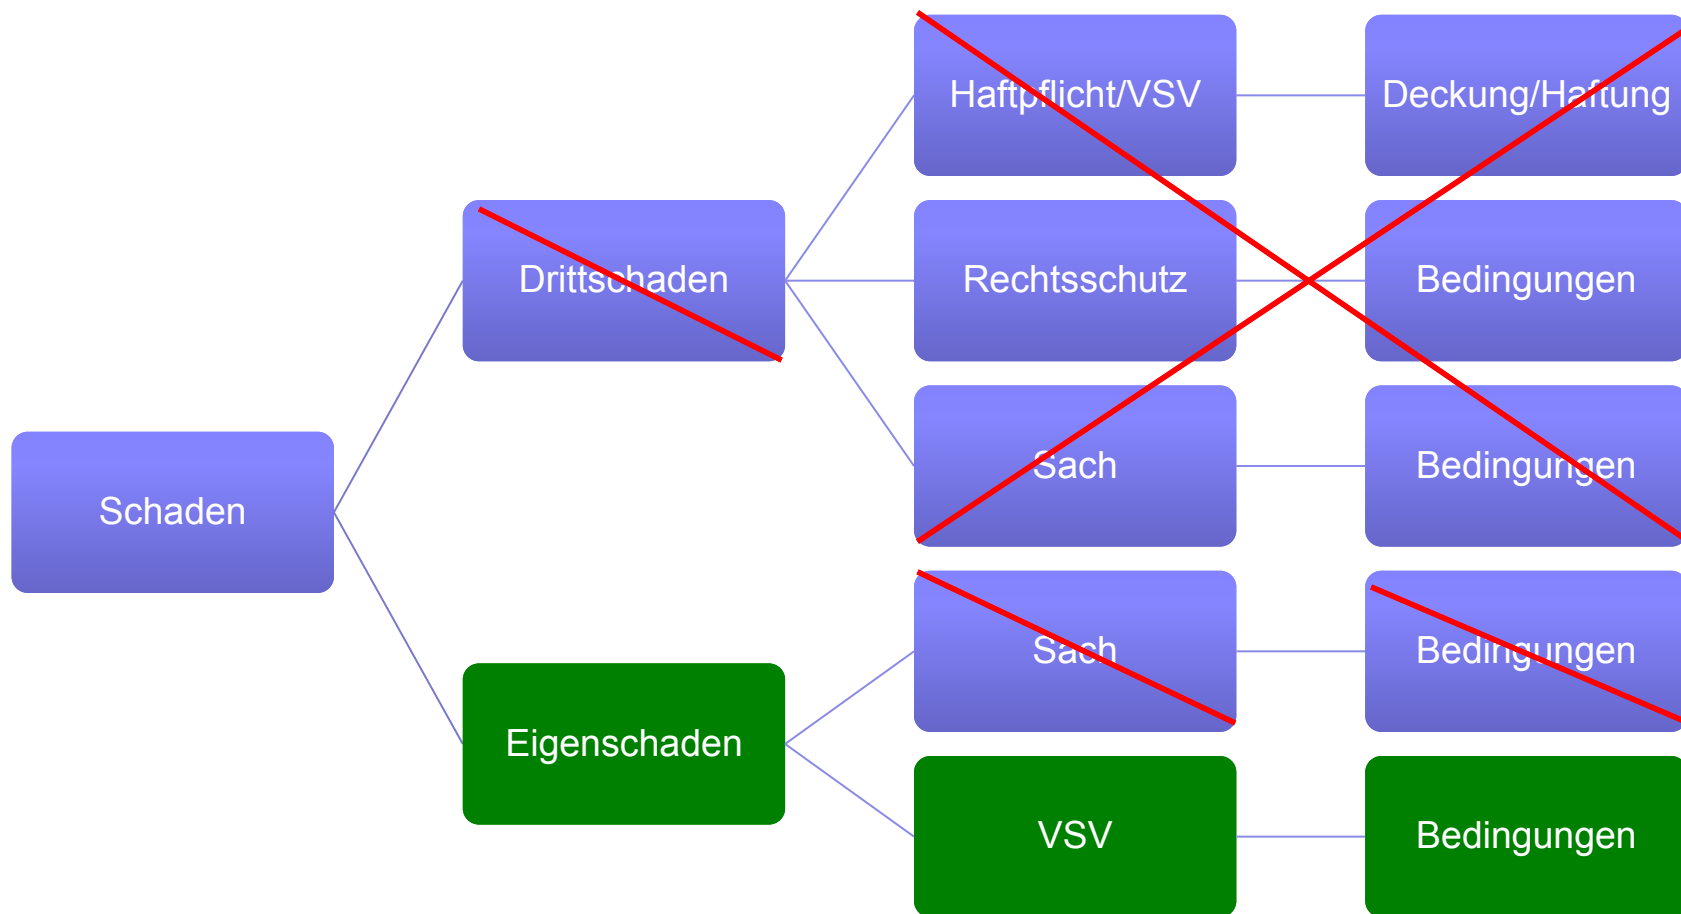 Haftpflicht/VSV
Deckung/Haftung
Drittschaden
Rechtsschutz
Bedingungen
Sach
Bedingungen
Schaden
Sach
Bedingungen
Eigenschaden
VSV
Bedingungen